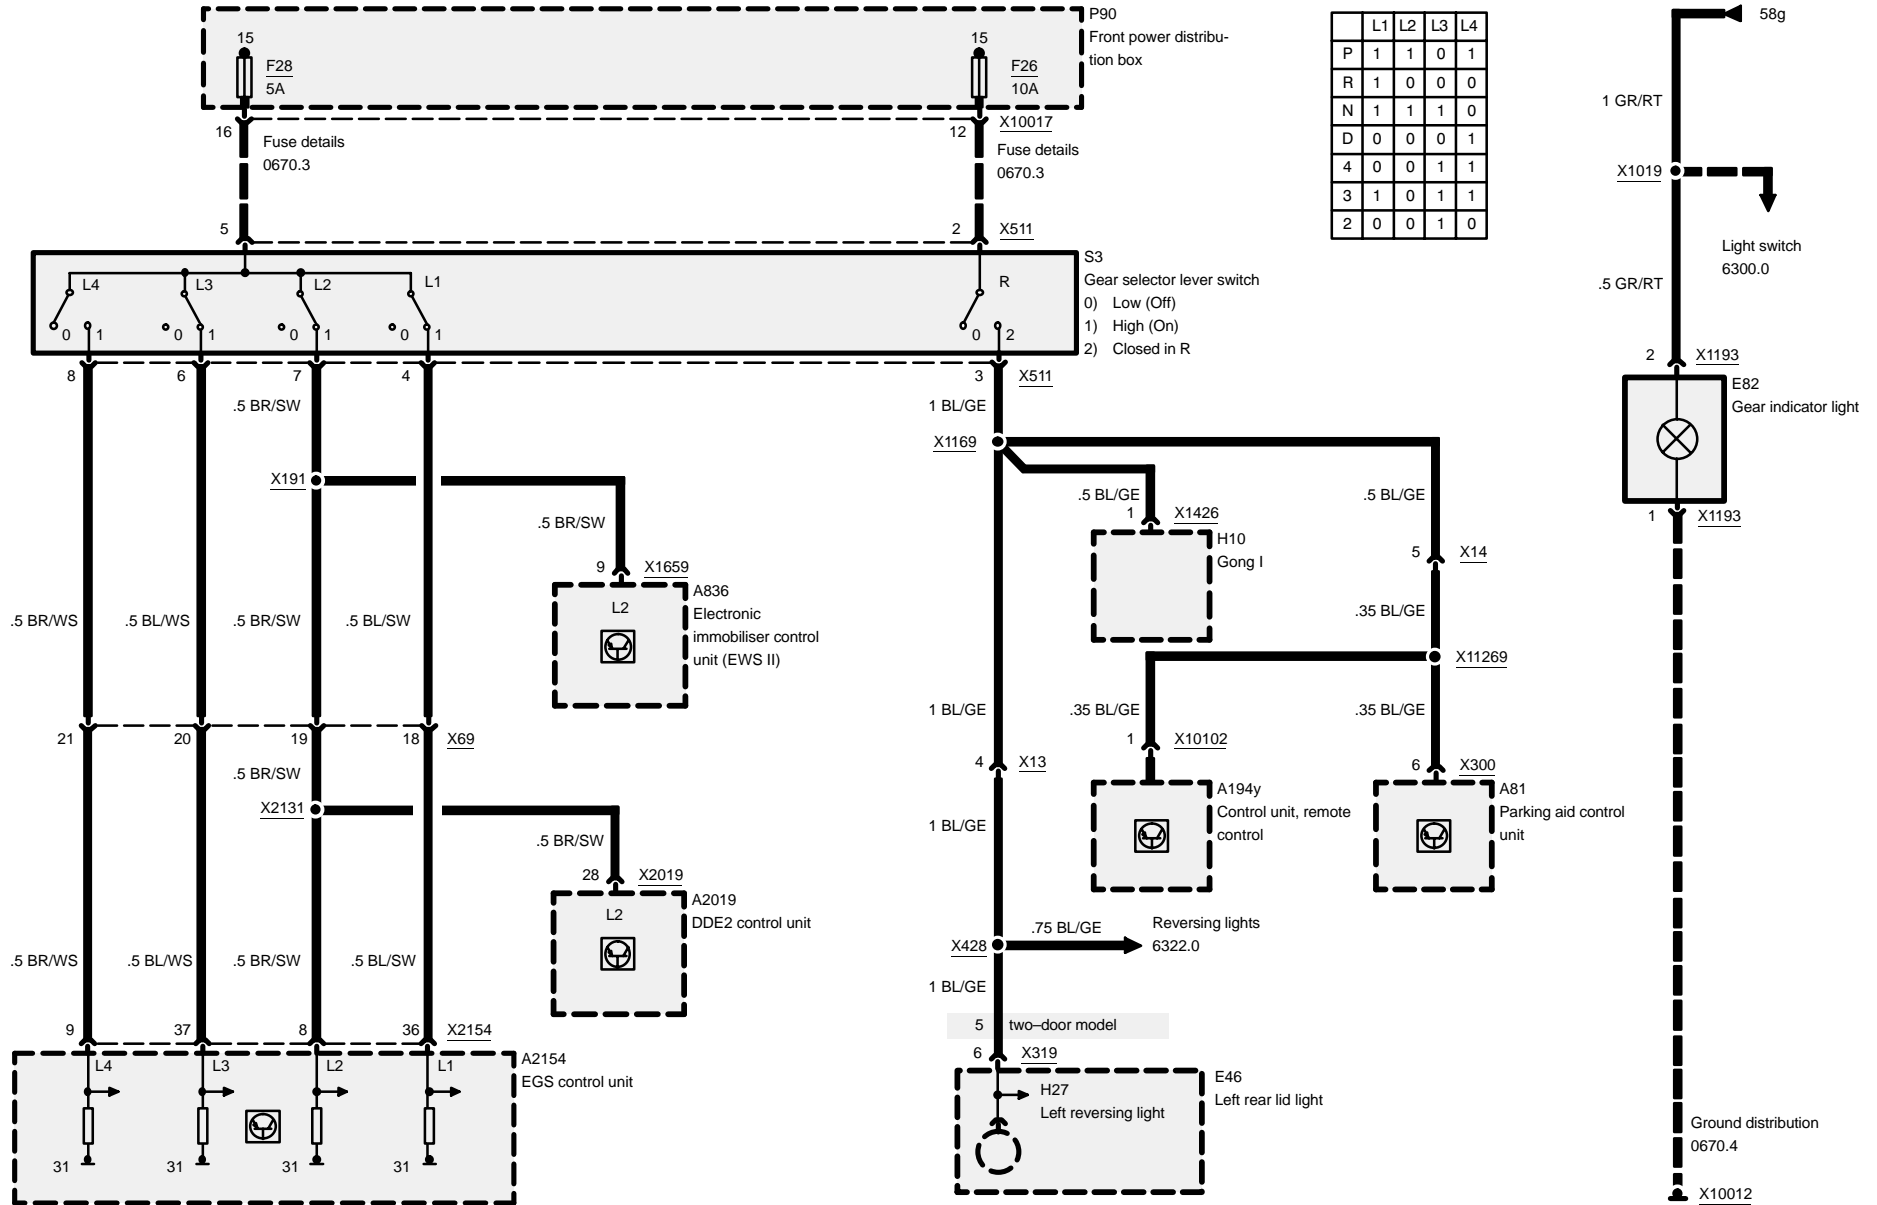 P90
Front power distribu-
tion box
15
F28
5A
15
F26
10A
16
12
X10017
Fuse details
0670.3
Fuse details
0670.3
5
2
X511
L1 L2 L3 L4
P 1 1 0 1
R 1 0 0 0
N 1 1 1 0
D 0 0 0 1
4 0 0 1 1
3 1 0 1 1
2 0 0 1 0
58g
1 GR/RT
X1019
Light switch
6300.0
.5 GR/RT
S3
Gear selector lever switch
0) Low (Off)
1) High (On)
2) Closed in R
L4
L3
L2
L1
R
0 1
0 1
0 1
0 1
0 2
8
6
7
4
3
X511
2
X1193
E82
Gear indicator light
1
X1193
.5 BR/SW
1 BL/GE
X1169
X191
.5 BR/SW
.5 BL/GE
.5 BL/GE
1
X1426
H10
Gong I
5
X14
9
X1659
A836
Electronic
immobiliser control
unit (EWS II)
L2
.5 BR/WS
.5 BL/WS
.5 BR/SW
.5 BL/SW
.35 BL/GE
X11269
1 BL/GE
.35 BL/GE
.35 BL/GE
21
20
19
18
X69
1
X10102
4
X13
6
X300
.5 BR/SW
X2131
A194y
Control unit, remote
control
A81
Parking aid control
unit
1 BL/GE
.5 BR/SW
28
X2019
A2019
DDE2 control unit
L2
.75 BL/GE
Reversing lights
6322.0
X428
.5 BR/WS
.5 BL/WS
.5 BR/SW
.5 BL/SW
1 BL/GE
5 two–door model
9
37
8
36
X2154
6
X319
A2154
EGS control unit
L4
L3
L2
L1
31
31
31
31
E46
Left rear lid light
H27
Left reversing light
Ground distribution
0670.4
X10012